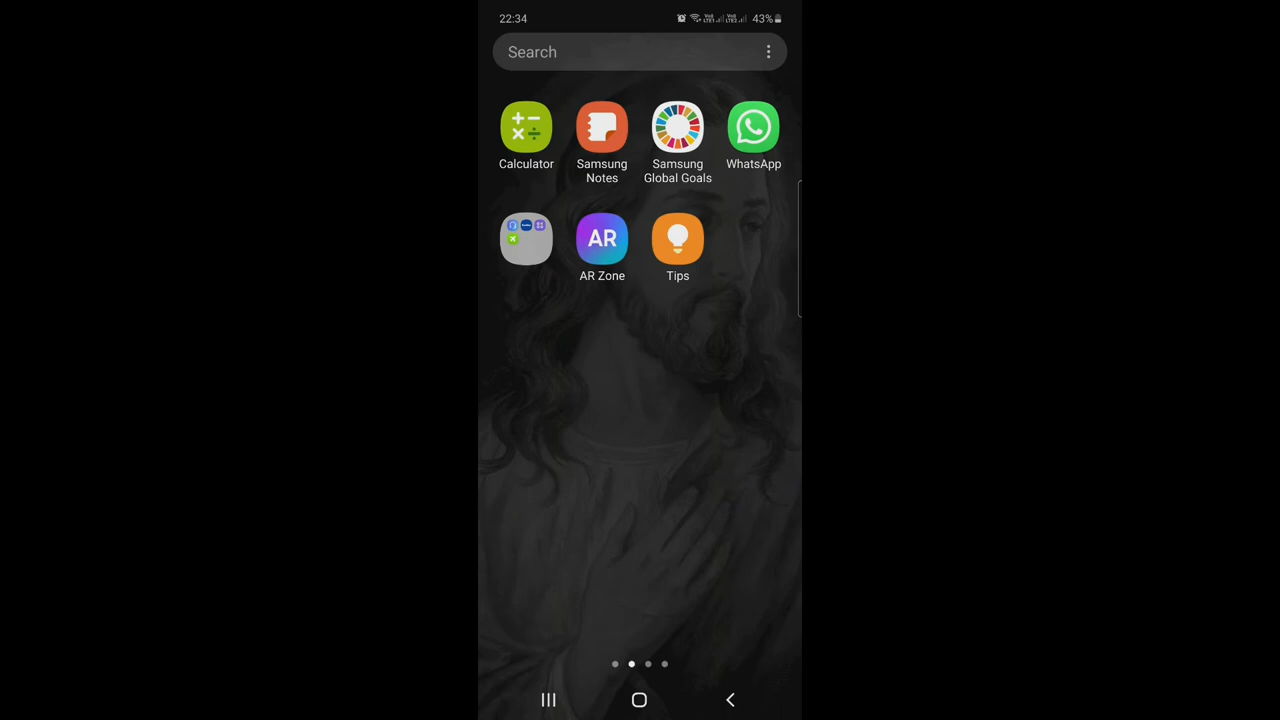 22:34
43%
Search
Calculator
Samsung
Notes
Samsung
Global Goals
WhatsApp
AR
AR Zone
Tips